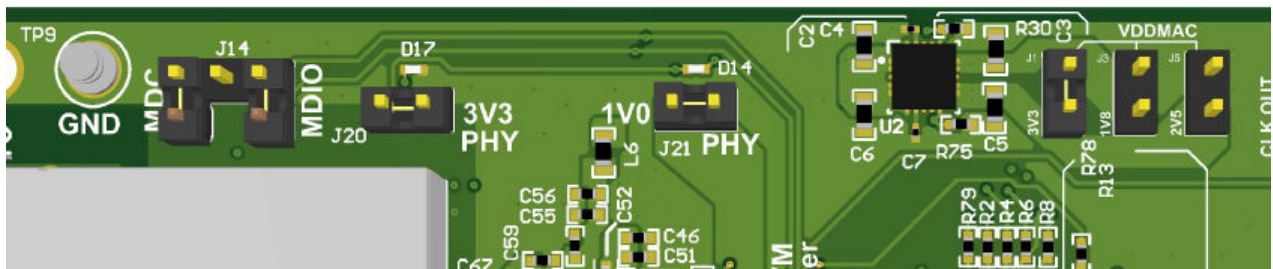 TP9
GND
MDC
J14
MDIO
D17
J20
3V3
PHY
D14
1V0
J21
PHY
L6
C56
C55
C52
C59
C46
C51
C67
C2
C4
C6
U2
C7
R75
C5
R30
C3
VDDMAC
J1
J3
J5
3V3
1V8
2V5
CLK OUT
R78
R13
R79
R2
R4
R6
R8